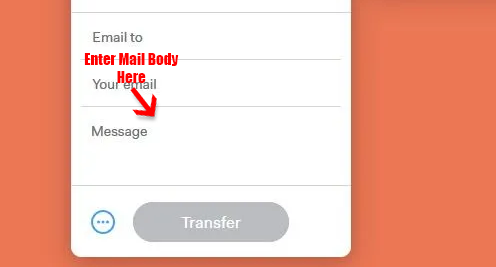 Email to
Enter Mail Body
Here
Your email
Message
Transfer